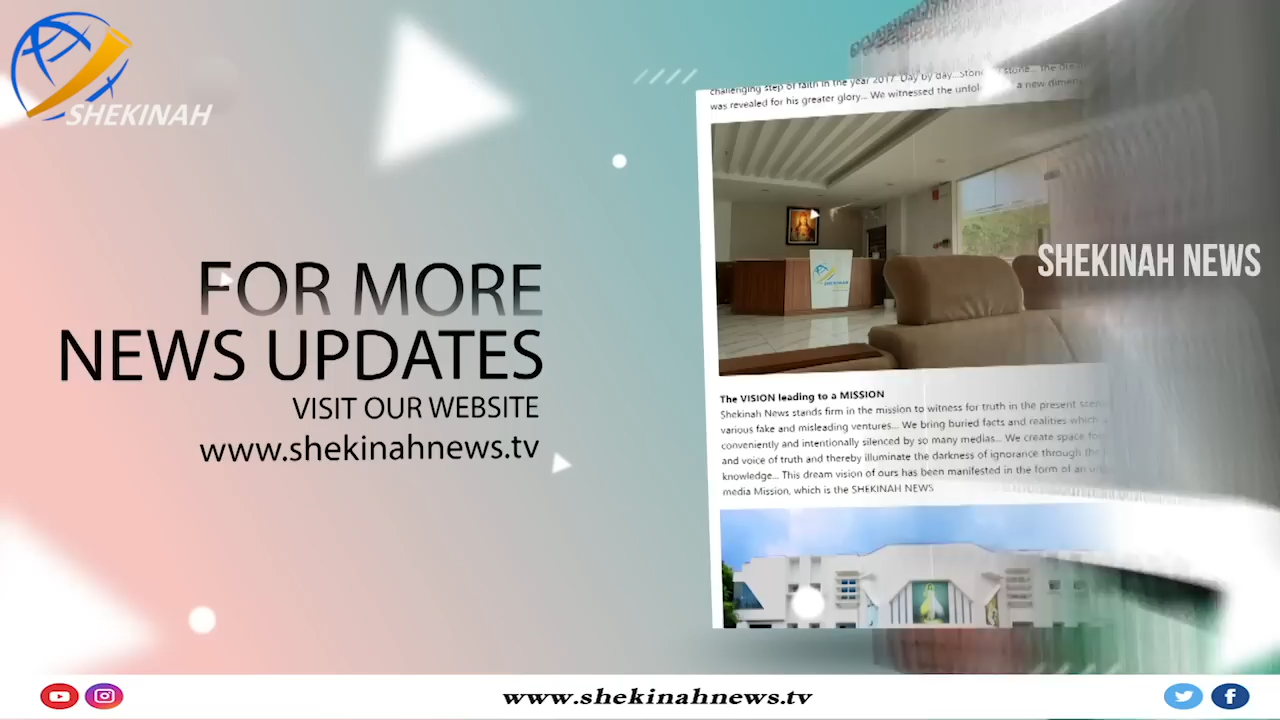 SHEKINAH
challenging step of faith in the year 2017. Day by day...
was revealed for his greater glory... We witnessed the a new
SHEKINAH NEWS
FOR MORE
NEWS UPDATES
VISIT OUR WEBSITE
www.shekinahnews.tv
SHEKINAH
The VISION leading to a MISSION
Shekinah News stands firm in the mission to witness for truth in the present
various fake and misleading ventures... We bring buried facts and realities which
conveniently and intentionally silenced by so many medias... We create space
and voice of truth and thereby illuminate the darkness of ignorance through the
knowledge... This dream vision of ours has been manifested in the form of an
media Mission, which is the SHEKINAH NEWS
www.shekinahnews.tv